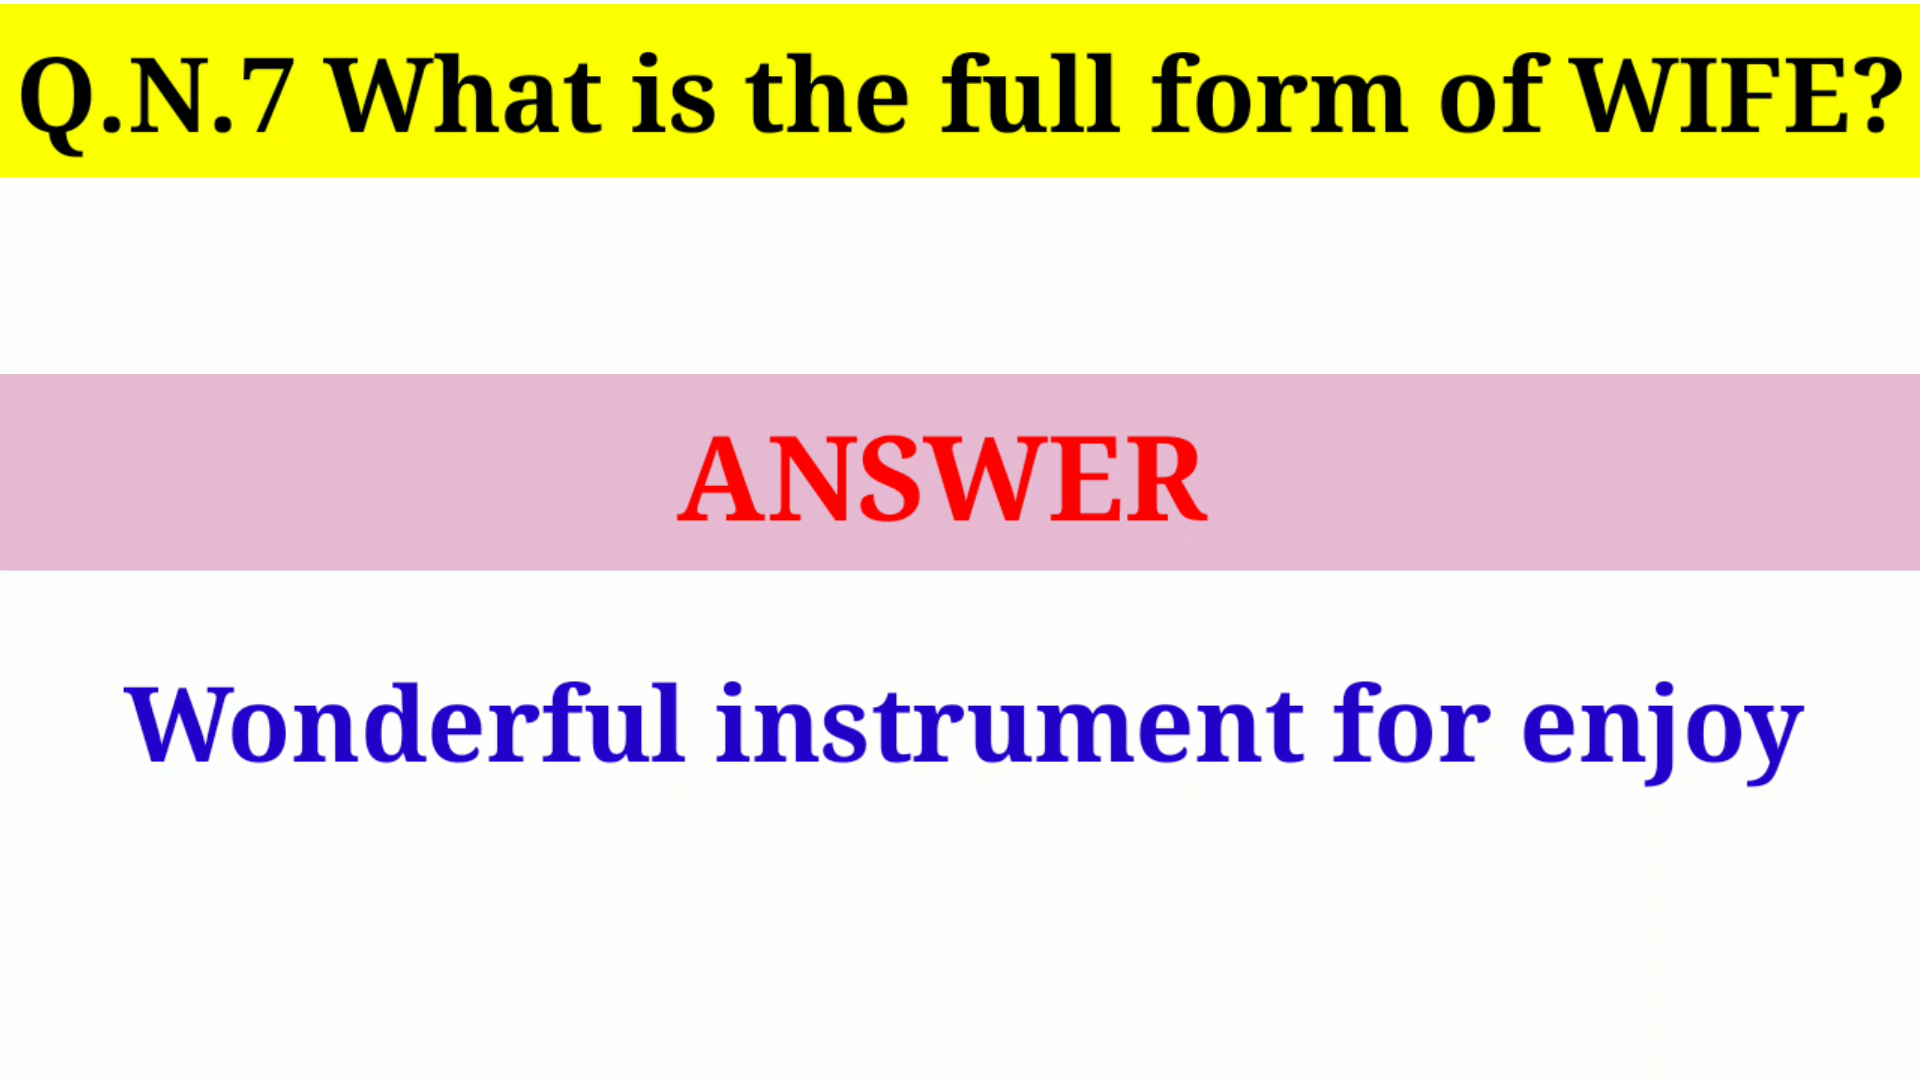 Q.N.7 What is the full form of WIFE?
ANSWER
Wonderful instrument for enjoy